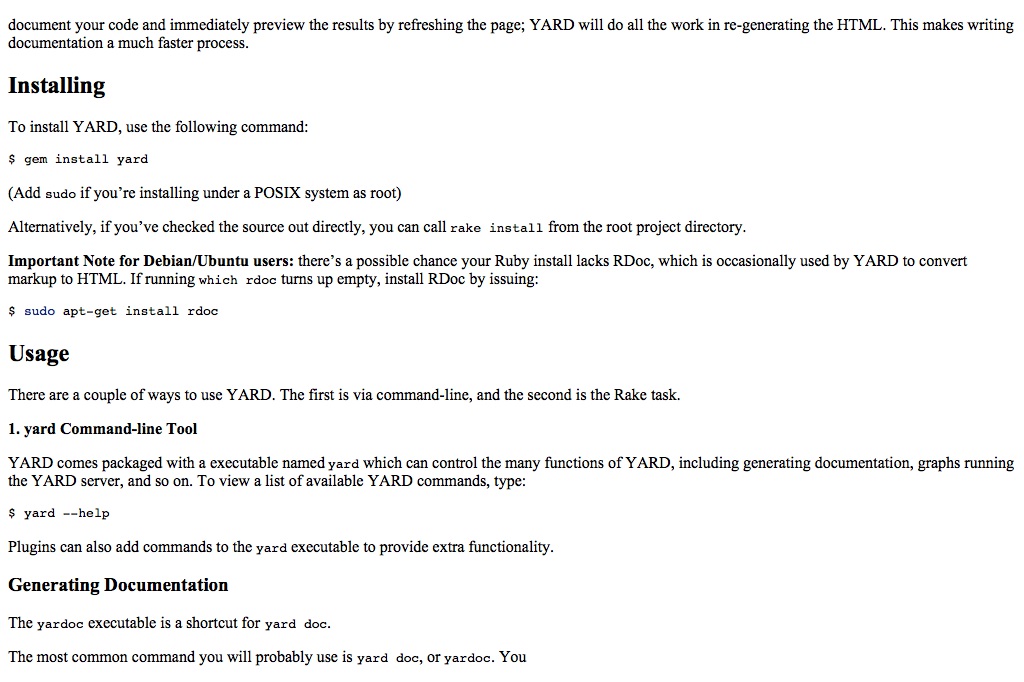 document your code and immediately preview the results by refreshing the page; YARD will do all the work in re-generating the HTML. This makes writing
documentation a much faster process.
Installing
To install YARD, use the following command:
$ gem install yard
(Add sudo if you’re installing under a POSIX system as root)
Alternatively, if you’ve checked the source out directly, you can call rake install from the root project directory.
Important Note for Debian/Ubuntu users: there’s a possible chance your Ruby install lacks RDoc, which is occasionally used by YARD to convert
markup to HTML. If running which rdoc turns up empty, install RDoc by issuing:
$ sudo apt-get install rdoc
Usage
There are a couple of ways to use YARD. The first is via command-line, and the second is the Rake task.
1. yard Command-line Tool
YARD comes packaged with a executable named yard which can control the many functions of YARD, including generating documentation, graphs running
the YARD server, and so on. To view a list of available YARD commands, type:
$ yard --help
Plugins can also add commands to the yard executable to provide extra functionality.
Generating Documentation
The yardoc executable is a shortcut for yard doc.
The most common command you will probably use is yard doc, or yardoc. You